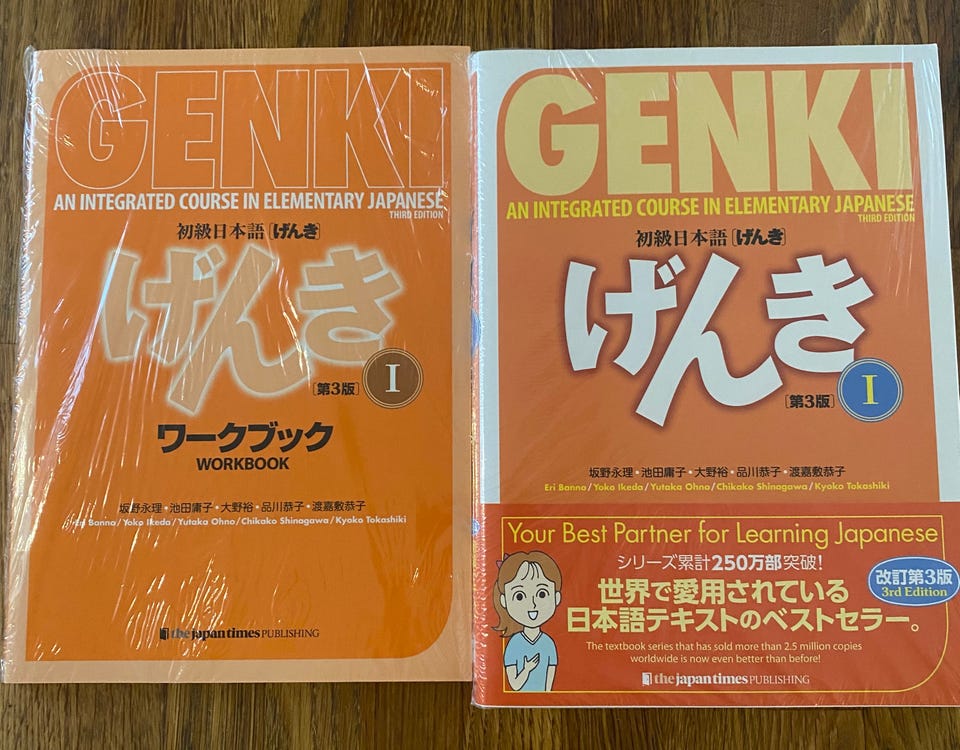 GENKI
AN INTEGRATED COURSE IN ELEMENTARY JAPANESE
THIRD EDITION
初級日本語[げんき]
げんき
[第3版]
I
ワークブック
WORKBOOK
坂野永理・池田庸子・大野裕・品川恭子・渡嘉敷恭子
Eri Banno/Yoko Ikeda/Yutaka Ohno/Chikako Shinagawa/Kyoko Tokashiki
the japan times PUBLISHING
GENKI
AN INTEGRATED COURSE IN ELEMENTARY JAPANESE
THIRD EDITION
初級日本語[げんき]
げんき
[第3版]
I
坂野永理・池田庸子・大野裕・品川恭子・渡嘉敷恭子
Eri Banno/Yoko Ikeda/Yutaka Ohno/Chikako Shinagawa/Kyoko Tokashiki
Your Best Partner for Learning Japanese
シリーズ累計250万部突破!
世界で愛用されている
日本語テキストのベストセラー。
改訂第3版
3rd Edition
The textbook series that has sold more than 2.5 million copies
worldwide is now even better than before!
the japan times PUBLISHING